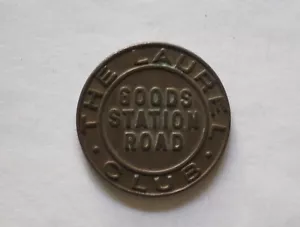 THE LAUREL
GOODS
STATION
ROAD
· CLUB ·